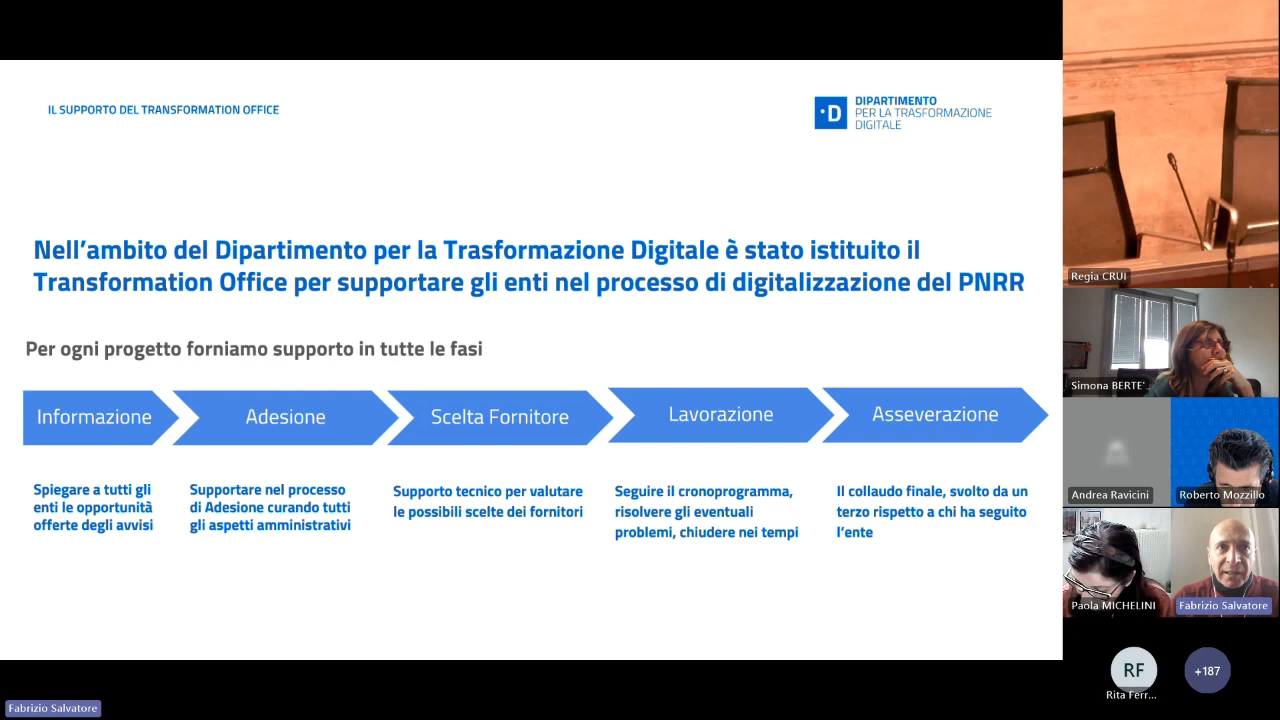 IL SUPPORTO DEL TRANSFORMATION OFFICE
·D
DIPARTIMENTO
PER LA TRASFORMAZIONE
DIGITALE
Nell'ambito del Dipartimento per la Trasformazione Digitale è stato istituito il
Transformation Office per supportare gli enti nel processo di digitalizzazione del PNRR
Per ogni progetto forniamo supporto in tutte le fasi
Informazione
Adesione
Scelta Fornitore
Lavorazione
Asseverazione
Spiegare a tutti gli
enti le opportunità
offerte degli avvisi
Supportare nel processo
di Adesione curando tutti
gli aspetti amministrativi
Supporto tecnico per valutare
le possibili scelte dei fornitori
Seguire il cronoprogramma,
risolvere gli eventuali
problemi, chiudere nei tempi
Il collaudo finale, svolto da un
terzo rispetto a chi ha seguito
l'ente
Regia CRUI
Simona BERTE'...
Andrea Ravicini
Roberto Mozzillo
Paola MICHELINI
Fabrizio Salvatore
RF
Rita Ferr...
+187
Fabrizio Salvatore